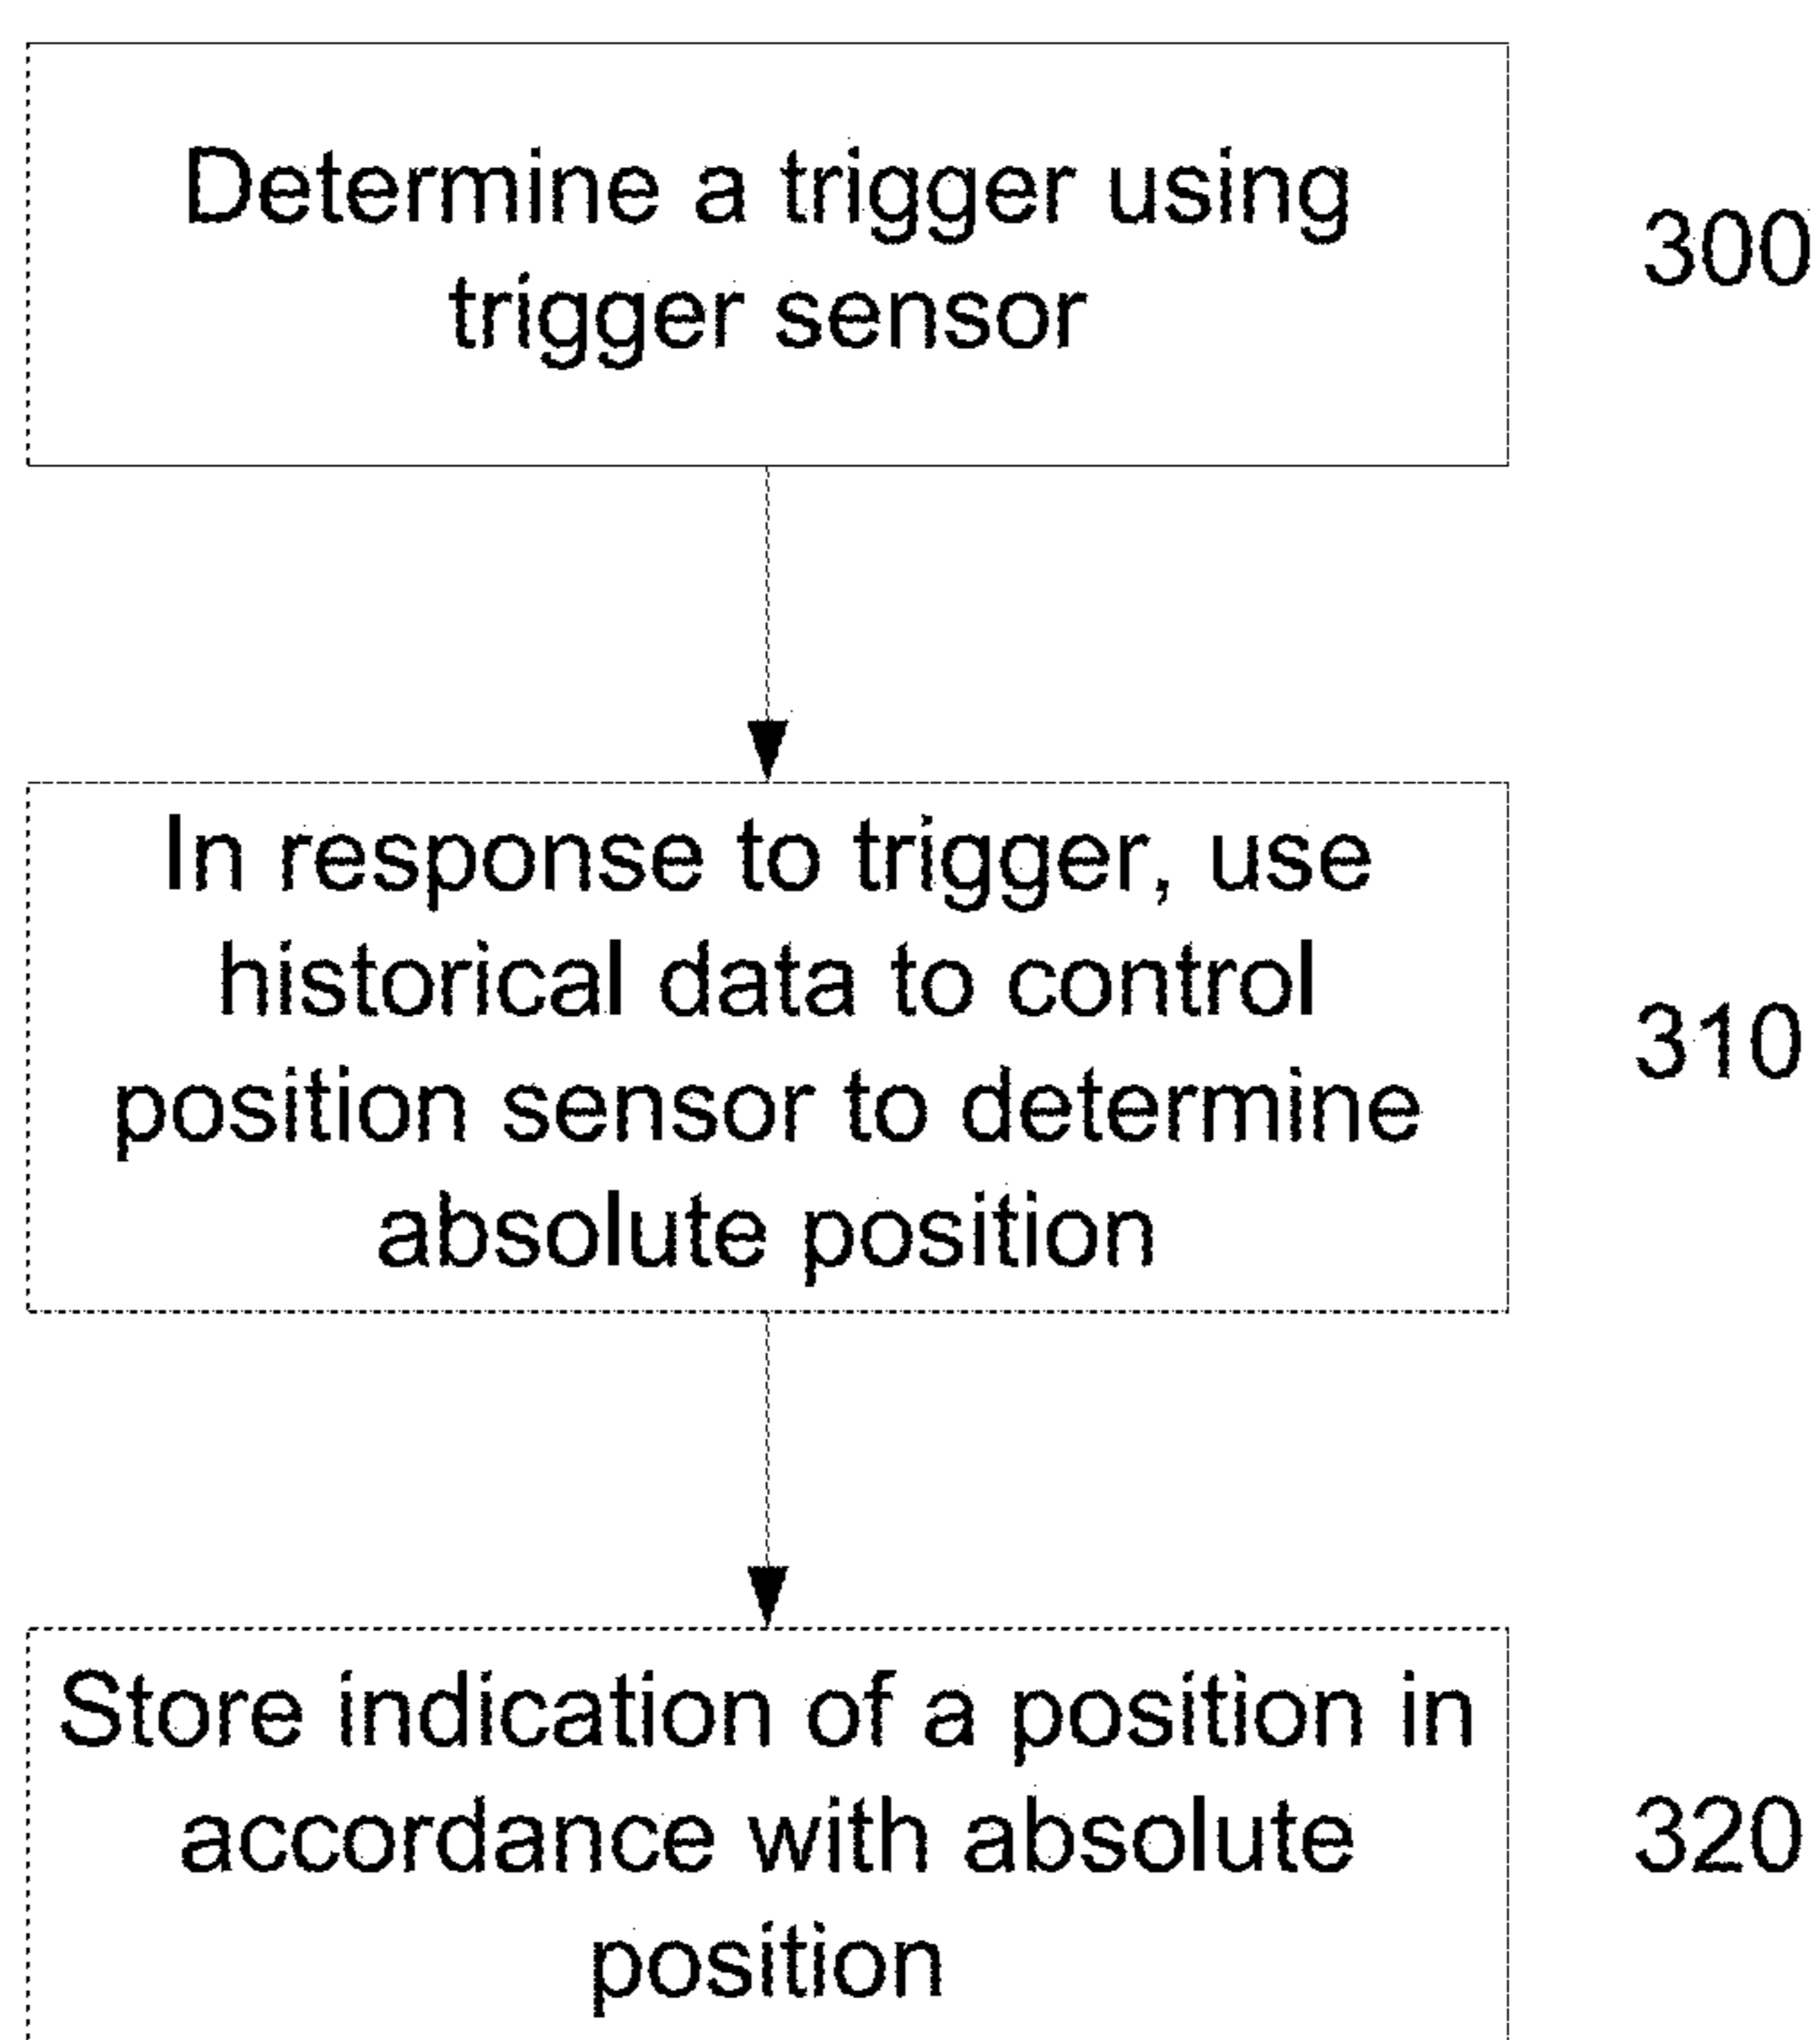 Determine a trigger using
trigger sensor
300
In response to trigger, use
historical data to control
position sensor to determine
absolute position
310
Store indication of a position in
accordance with absolute
position
320